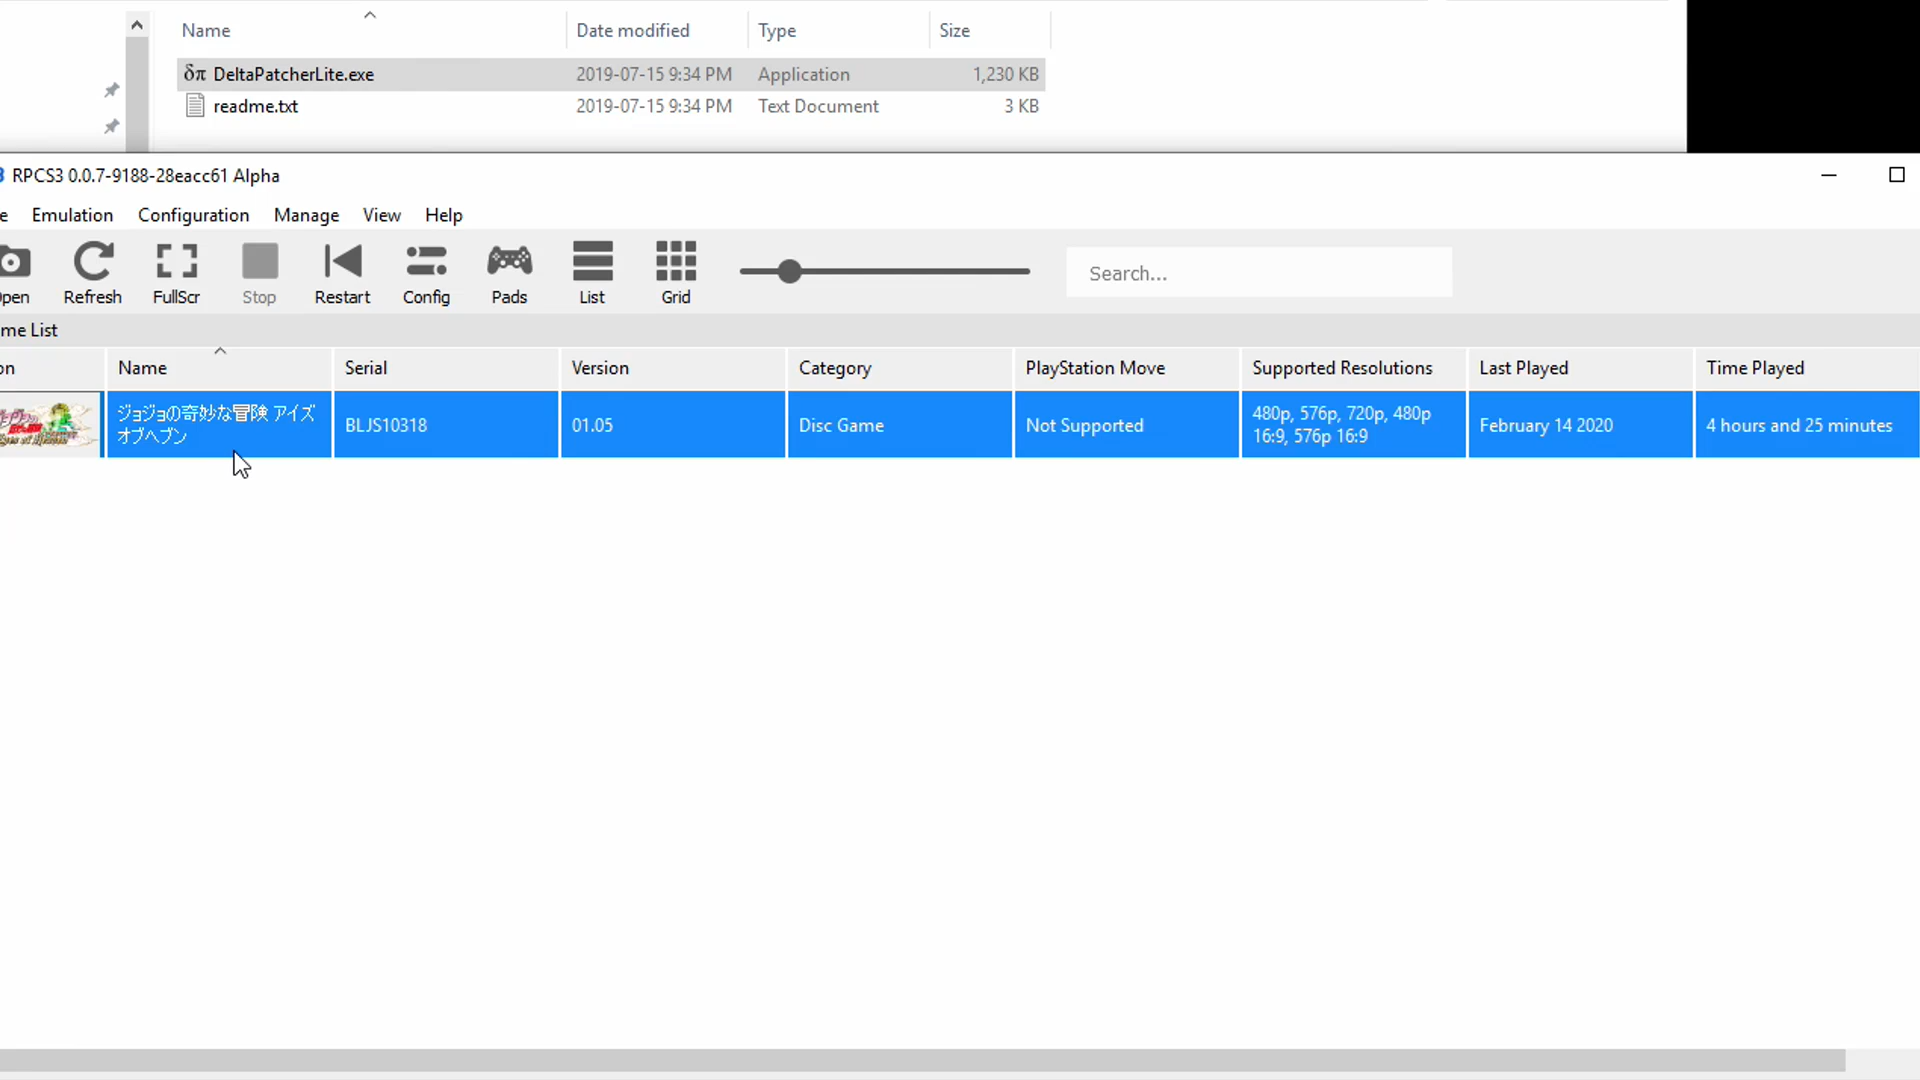 Name Date modified Type Size
δπ DeltaPatcherLite.exe 2019-07-15 9:34 PM Application 1,230 KB
readme.txt 2019-07-15 9:34 PM Text Document 3 KB
RPCS3 0.0.7-9188-28eacc61 Alpha
e Emulation Configuration Manage View Help
Search...
pen Refresh FullScr Stop Restart Config Pads List Grid
me List
on Name Serial Version Category PlayStation Move Supported Resolutions Last Played Time Played
ジョジョの奇妙な冒険 アイズ
オブヘブン
BLJS10318 01.05 Disc Game Not Supported
480p, 576p, 720p, 480p
16:9, 576p 16:9
February 14 2020 4 hours and 25 minutes